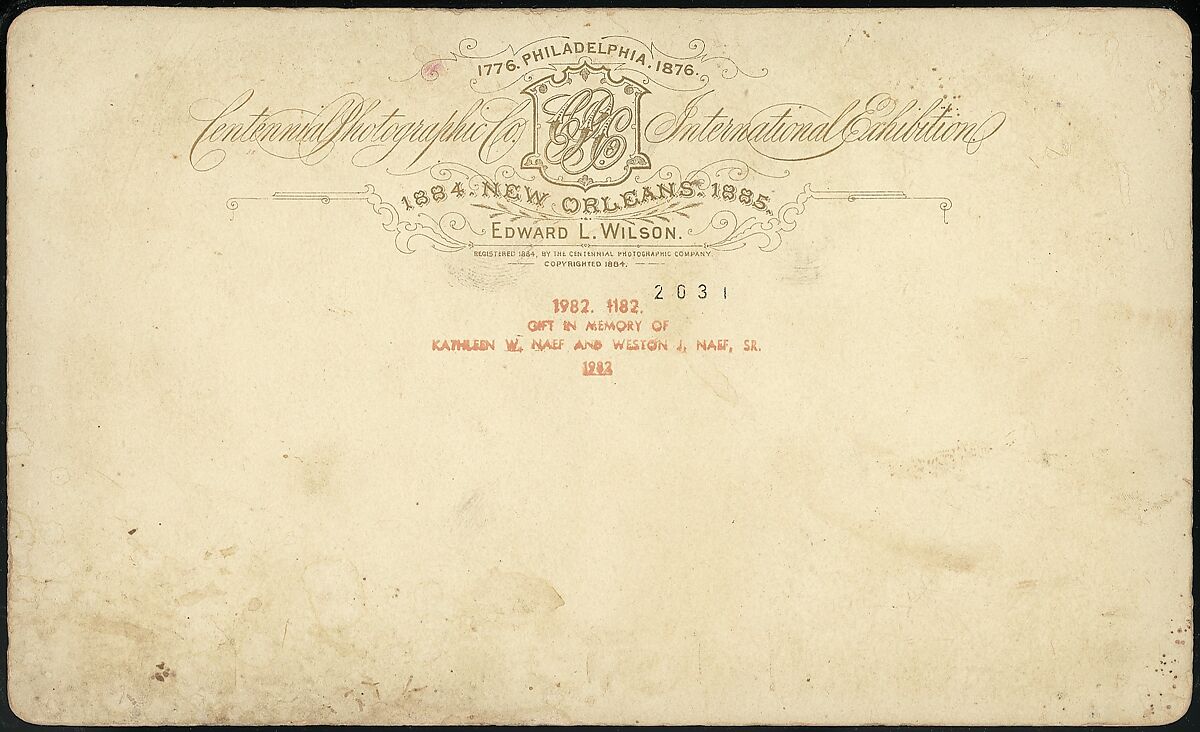 1776. PHILADELPHIA. 1876.
Centennial Photographic Co. CPCo International Exhibition
1884. NEW ORLEANS. 1885.
EDWARD L. WILSON.
REGISTERED 1884, BY THE CENTENNIAL PHOTOGRAPHIC COMPANY.
COPYRIGHTED 1884.
2031
1982. 1182.
GIFT IN MEMORY OF
KATHLEEN W. NAEF AND WESTON J. NAEF, SR.
1982